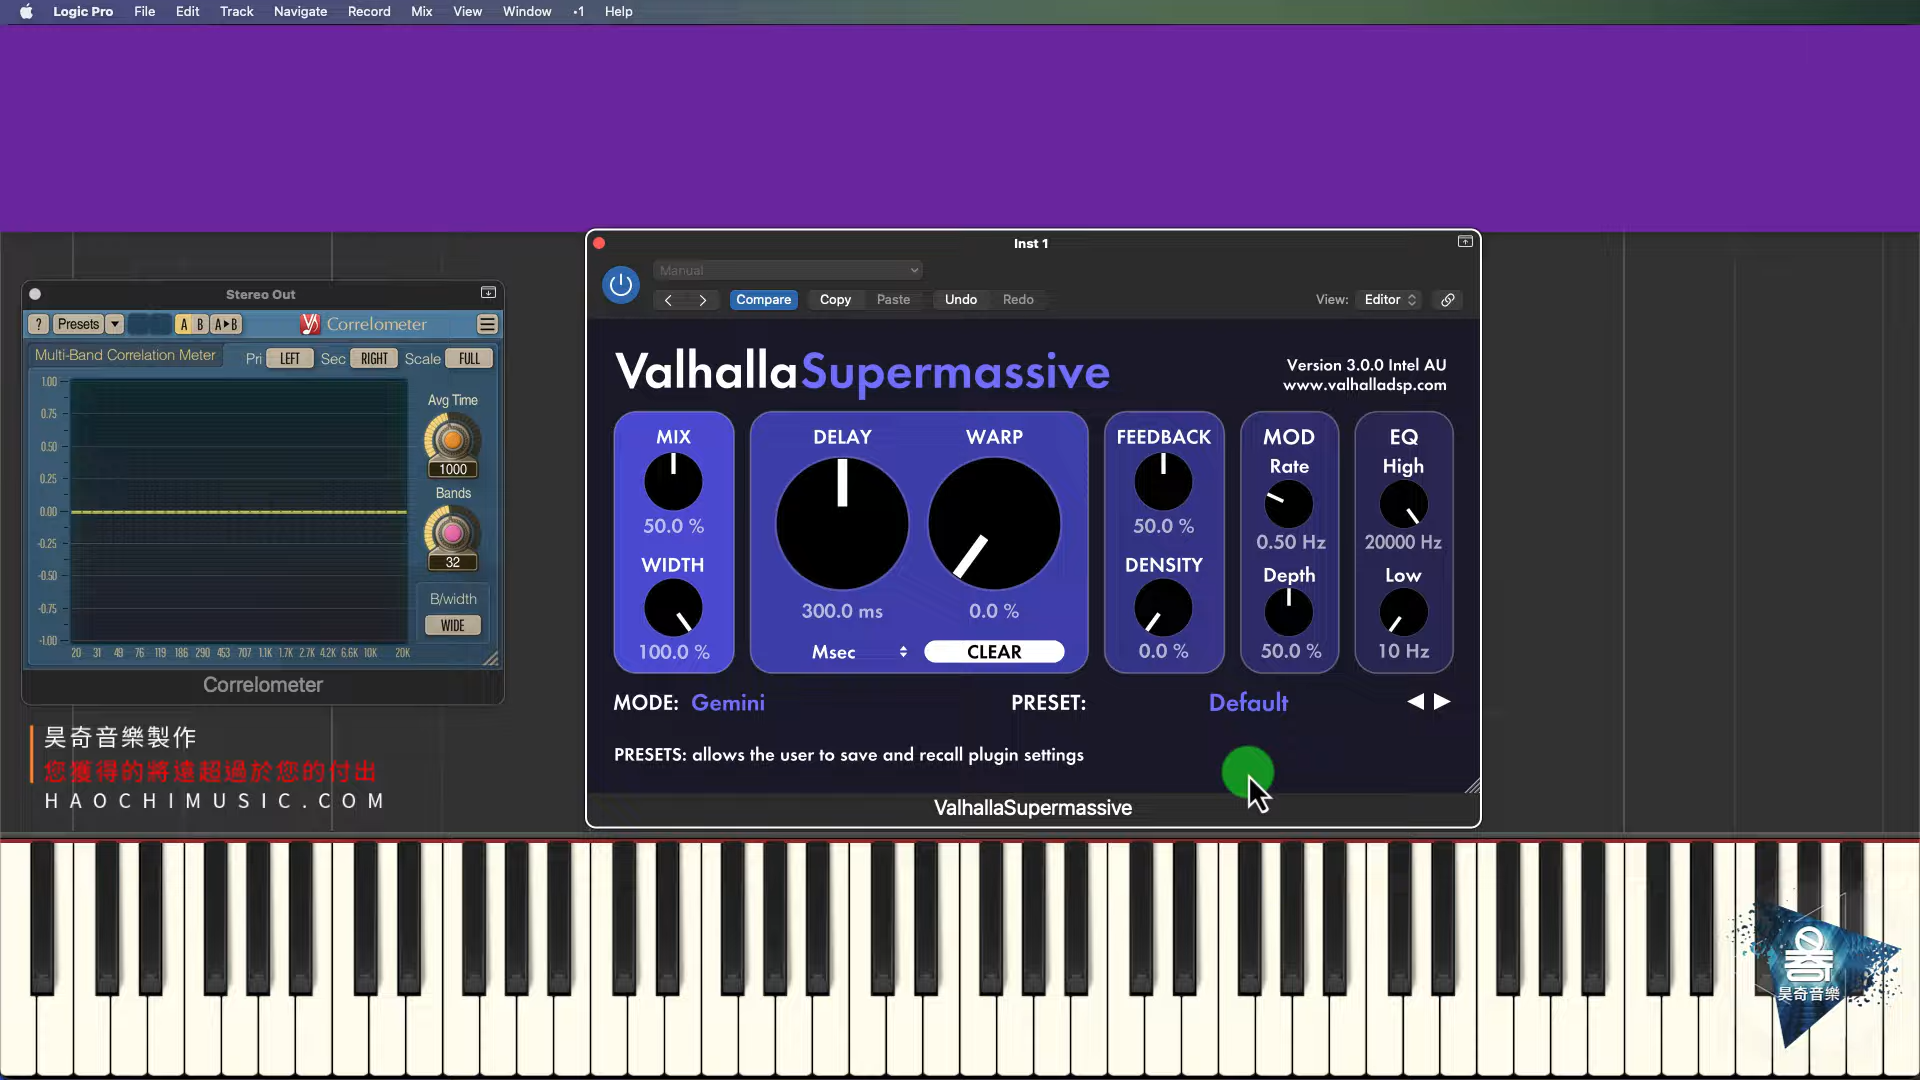 Logic Pro File Edit Track Navigate Record Mix View Window ·1 Help
Inst 1
Manual
Compare Copy Paste Undo Redo View: Editor
ValhallaSupermassive
Version 3.0.0 Intel AU
www.valhalladsp.com
MIX
50.0 %
WIDTH
100.0 %
DELAY
300.0 ms
Msec
WARP
0.0 %
CLEAR
FEEDBACK
50.0 %
DENSITY
0.0 %
MOD
Rate
0.50 Hz
Depth
50.0 %
EQ
High
20000 Hz
Low
10 Hz
MODE: Gemini PRESET: Default
PRESETS: allows the user to save and recall plugin settings
ValhallaSupermassive
Stereo Out
? Presets A B A▸B Correlometer
Multi-Band Correlation Meter Pri LEFT Sec RIGHT Scale FULL
1.00
0.75
0.50
0.25
0.00
-0.25
-0.50
-0.75
-1.00
20 31 49 76 119 186 290 453 707 1.1K 1.7K 2.7K 4.2K 6.6K 10K 20K
Avg Time
1000
Bands
32
B/width
WIDE
Correlometer
昊奇音樂製作
您獲得的將遠超過於您的付出
HAOCHIMUSIC.COM
昊奇音樂